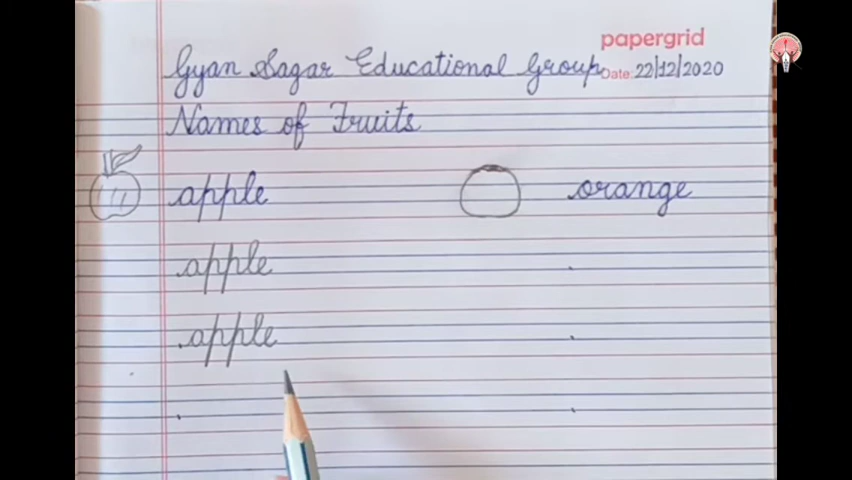 papergrid
Gyan Sagar Educational Group Date: 22/12/2020
Names of Fruits
apple orange
apple
apple